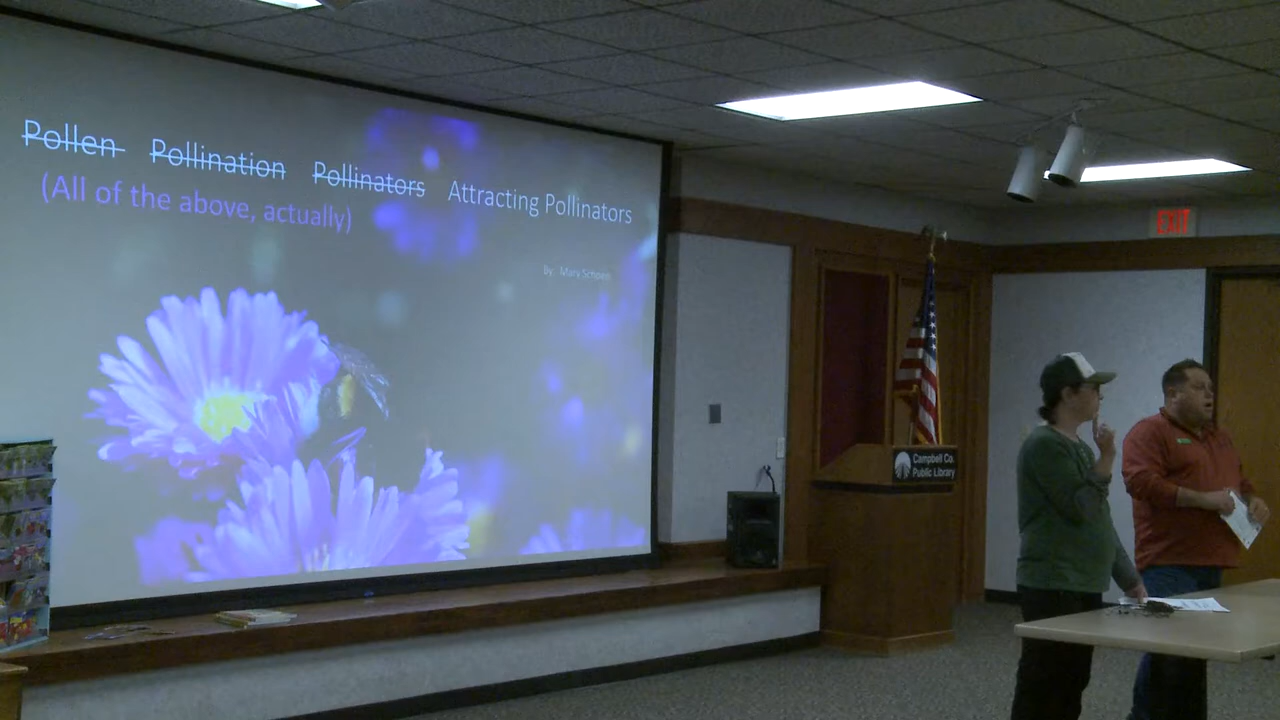 Pollen Pollination Pollinators Attracting Pollinators
(All of the above, actually)
by: Mary Schoen
EXIT
Campbell Co.
Public Library